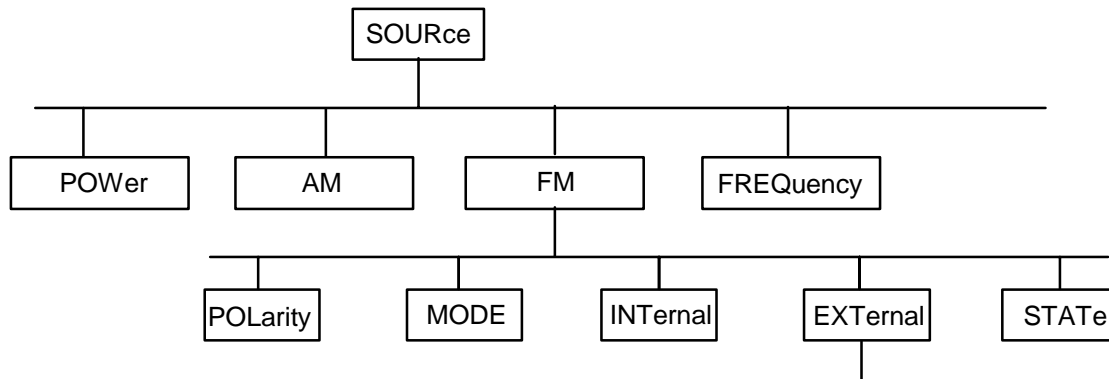 SOURce
POWer AM FM FREQuency
POLarity MODE INTernal EXTernal STATe